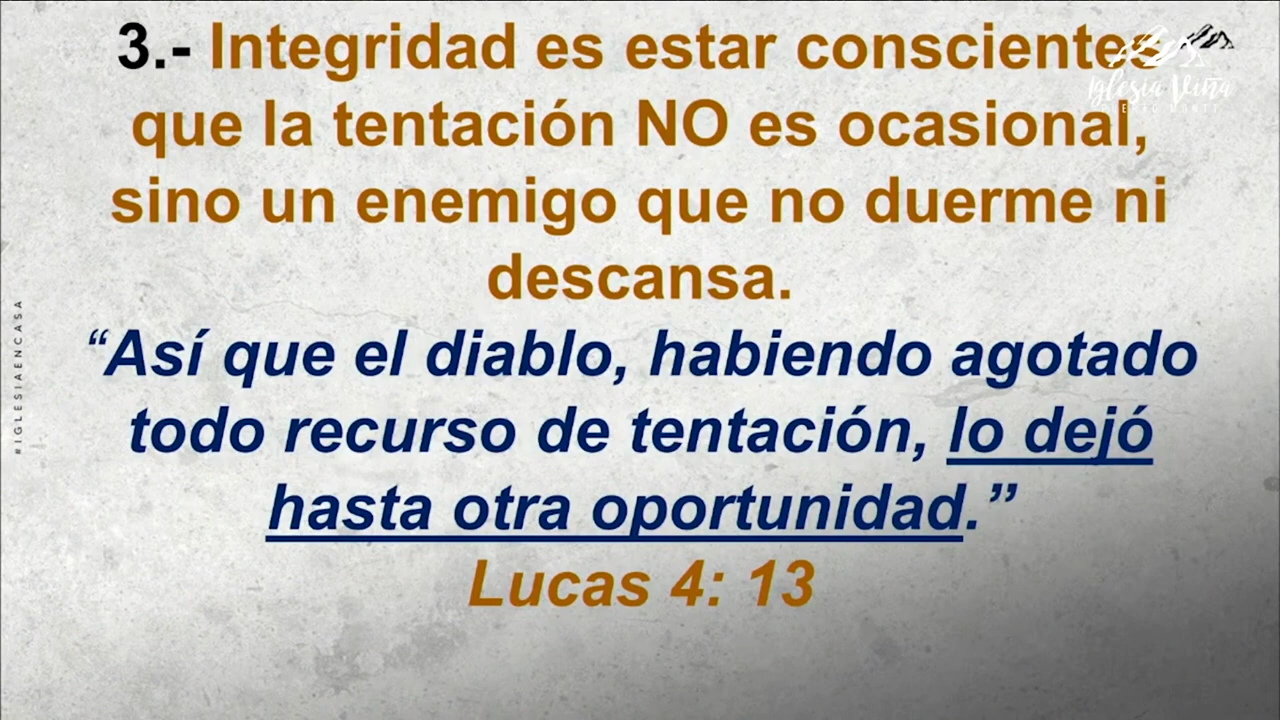 3.- Integridad es estar conscientes
que la tentación NO es ocasional,
sino un enemigo que no duerme ni
descansa.
“Así que el diablo, habiendo agotado
todo recurso de tentación, lo dejó
hasta otra oportunidad.”
Lucas 4: 13
Iglesia Viña
#IGLESIAENCASA